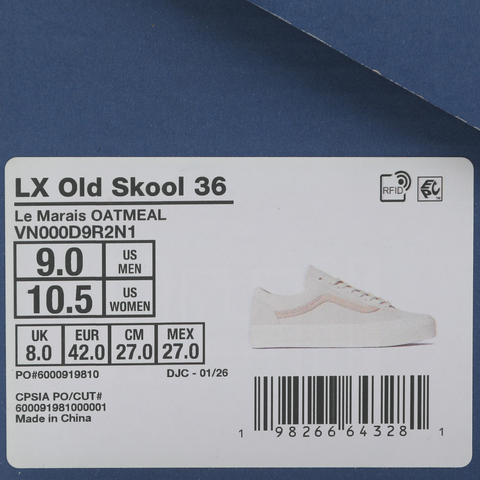 LX Old Skool 36
RFID
EPC
Le Marais OATMEAL
VN000D9R2N1
9.0 US MEN
10.5 US WOMEN
UK 8.0 EUR 42.0 CM 27.0 MEX 27.0
PO#6000919810 DJC - 01/26
CPSIA PO/CUT#
600091981000001
Made in China
1 98266 64328 1